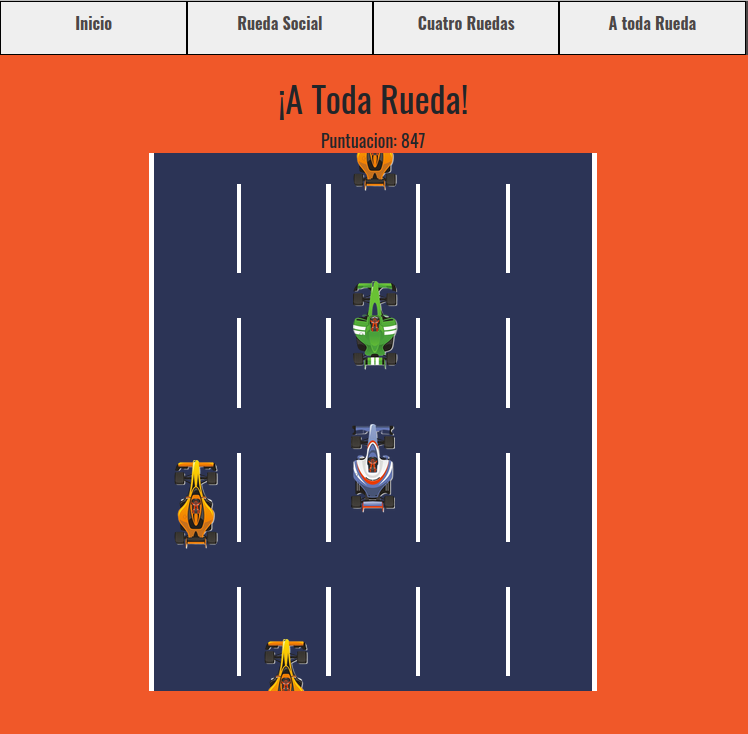 Inicio
Rueda Social
Cuatro Ruedas
A toda Rueda
¡A Toda Rueda!
Puntuacion: 847